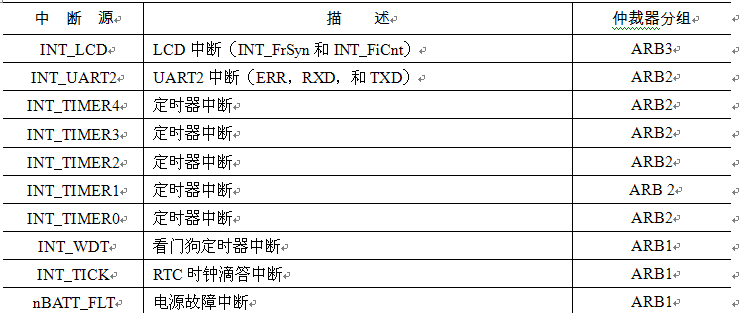 中 断 源 描 述 仲裁器分组
INT_LCD LCD 中断（INT_FrSyn 和 INT_FiCnt） ARB3
INT_UART2 UART2 中断（ERR，RXD，和 TXD） ARB2
INT_TIMER4 定时器中断 ARB2
INT_TIMER3 定时器中断 ARB2
INT_TIMER2 定时器中断 ARB2
INT_TIMER1 定时器中断 ARB 2
INT_TIMER0 定时器中断 ARB2
INT_WDT 看门狗定时器中断 ARB1
INT_TICK RTC 时钟滴答中断 ARB1
nBATT_FLT 电源故障中断 ARB1